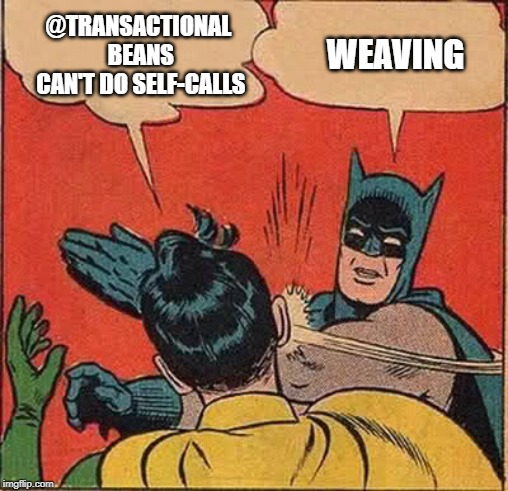 @TRANSACTIONAL
BEANS
CAN'T DO SELF-CALLS
WEAVING
imgflip.com